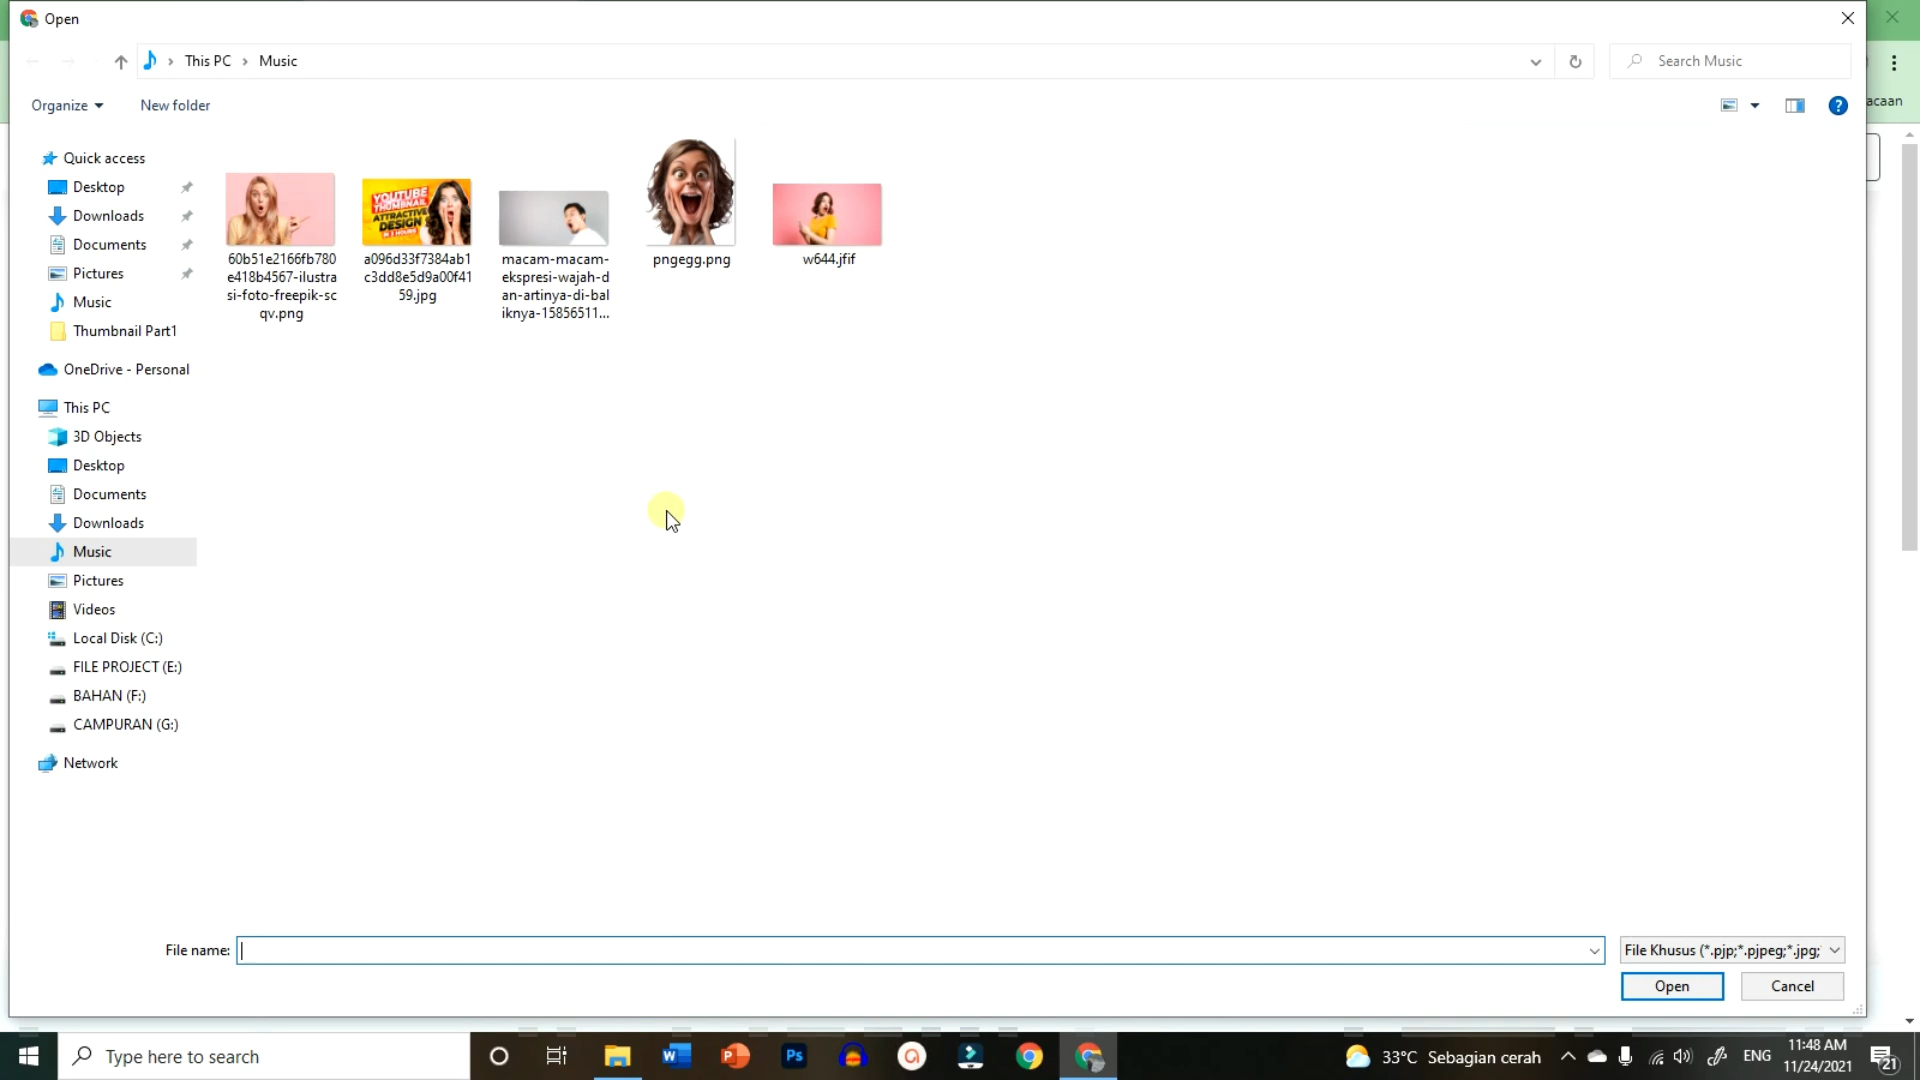 Open
This PC
Music
Search Music
Organize
New folder
acaan
Quick access
Desktop
Downloads
Documents
Pictures
Music
Thumbnail Part1
OneDrive - Personal
This PC
3D Objects
Desktop
Documents
Downloads
Music
Pictures
Videos
Local Disk (C:)
FILE PROJECT (E:)
BAHAN (F:)
CAMPURAN (G:)
Network
60b51e2166fb780
e418b4567-ilustra
si-foto-freepik-sc
qv.png
YOUTUBE
THUMBNAIL
ATTRACTIVE
DESIGN
IN 3 HOURS
a096d33f7384ab1
c3dd8e5d9a00f41
59.jpg
macam-macam-
ekspresi-wajah-d
an-artinya-di-bal
iknya-15856511...
pngegg.png
w644.jfif
File name:
File Khusus (*.pjp;*.pjpeg;*.jpg;
Open
Cancel
Type here to search
33°C Sebagian cerah
ENG
11:48 AM
11/24/2021
21